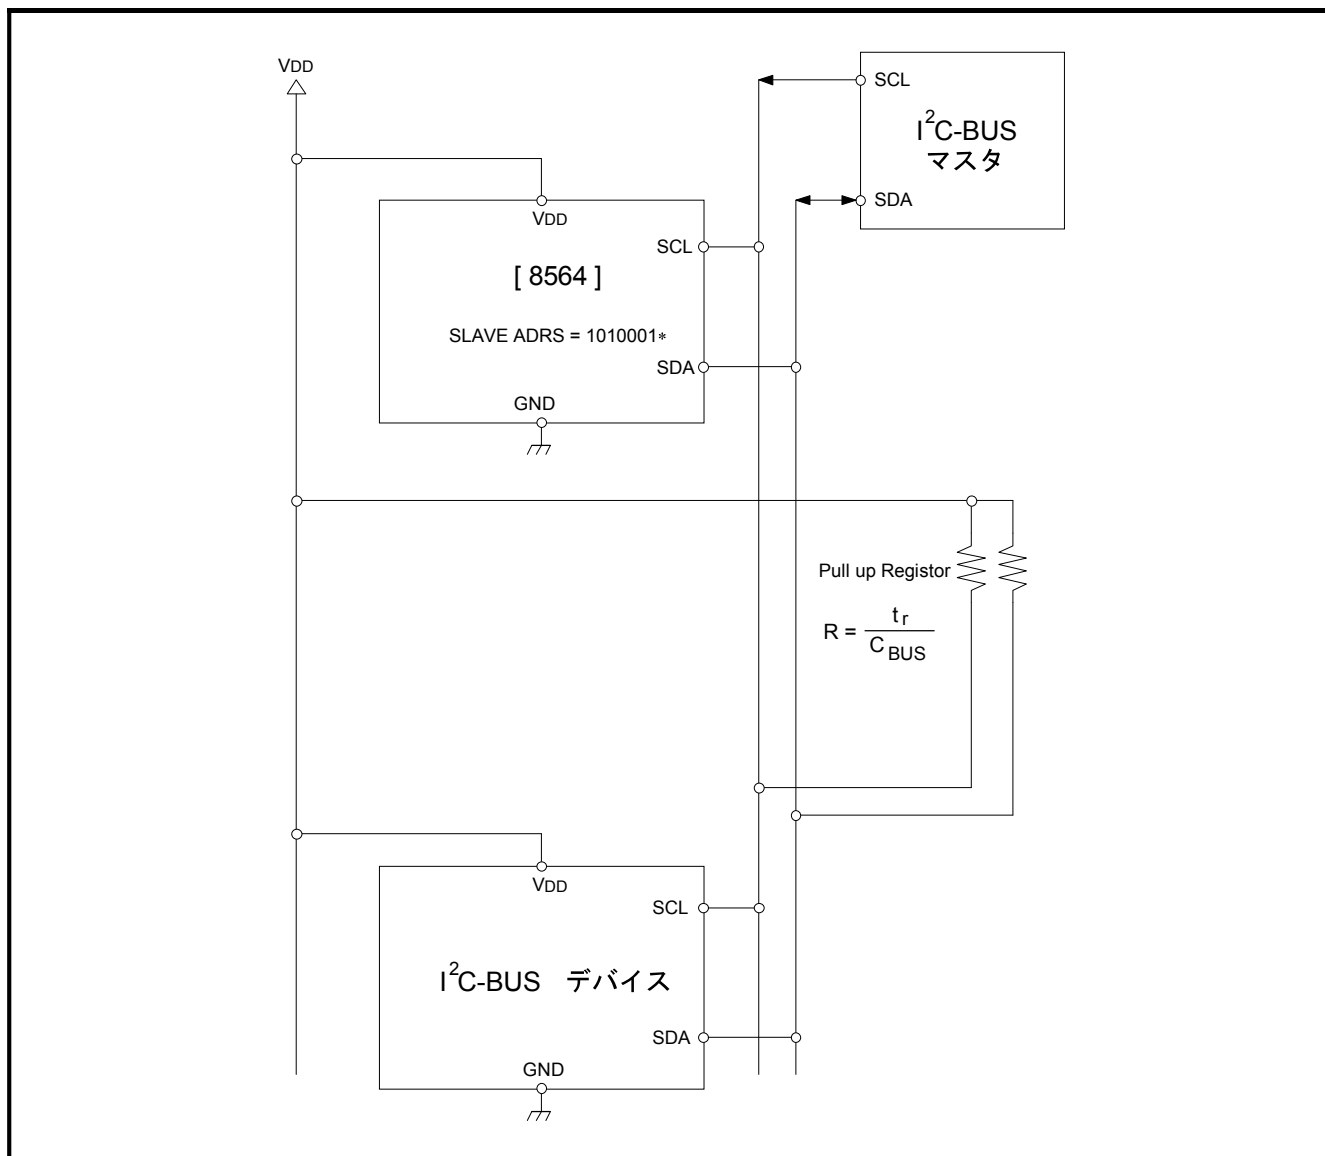 VDD
SCL
I²C-BUS
マスタ
SDA
VDD
SCL
[ 8564 ]
SLAVE ADRS = 1010001*
SDA
GND
Pull up Registor
R = tr / CBUS
VDD
SCL
I²C-BUS デバイス
SDA
GND